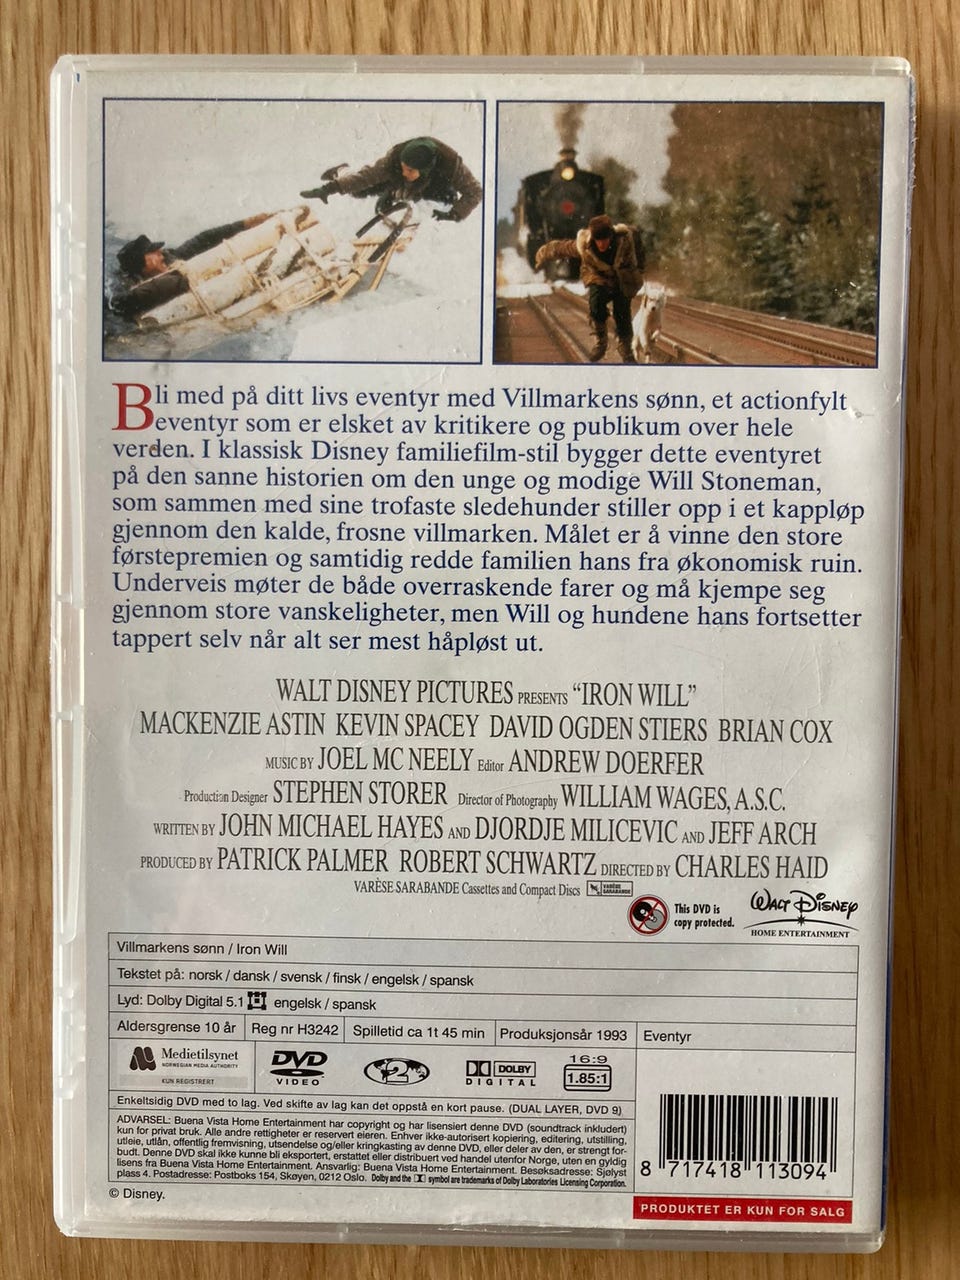 Bli med på ditt livs eventyr med Villmarkens sønn, et actionfylt
eventyr som er elsket av kritikere og publikum over hele
verden. I klassisk Disney familiefilm-stil bygger dette eventyret
på den sanne historien om den unge og modige Will Stoneman,
som sammen med sine trofaste sledehunder stiller opp i et kappløp
gjennom den kalde, frosne villmarken. Målet er å vinne den store
førstepremien og samtidig redde familien hans fra økonomisk ruin.
Underveis møter de både overraskende farer og må kjempe seg
gjennom store vanskeligheter, men Will og hundene hans fortsetter
tappert selv når alt ser mest håpløst ut.
WALT DISNEY PICTURES PRESENTS "IRON WILL"
MACKENZIE ASTIN KEVIN SPACEY DAVID OGDEN STIERS BRIAN COX
MUSIC BY JOEL MC NEELY Editor ANDREW DOERFER
Production Designer STEPHEN STORER Director of Photography WILLIAM WAGES, A.S.C.
WRITTEN BY JOHN MICHAEL HAYES AND DJORDJE MILICEVIC AND JEFF ARCH
PRODUCED BY PATRICK PALMER ROBERT SCHWARTZ DIRECTED BY CHARLES HAID
VARÈSE SARABANDE Cassettes and Compact Discs VARÈSE SARABANDE
This DVD is
copy protected.
WALT DISNEY
HOME ENTERTAINMENT
Villmarkens sønn / Iron Will
Tekstet på: norsk / dansk / svensk / finsk / engelsk / spansk
Lyd: Dolby Digital 5.1 engelsk / spansk
Aldersgrense 10 år Reg nr H3242 Spilletid ca 1t 45 min Produksjonsår 1993 Eventyr
Medietilsynet
NORWEGIAN MEDIA AUTHORITY
KUN REGISTRERT
DVD
VIDEO
2
DOLBY
DIGITAL
16:9
1.85:1
Enkeltsidig DVD med to lag. Ved skifte av lag kan det oppstå en kort pause. (DUAL LAYER, DVD 9)
ADVARSEL: Buena Vista Home Entertainment har copyright og har lisensiert denne DVD (soundtrack inkludert)
kun for privat bruk. Alle andre rettigheter er reservert eieren. Enhver ikke-autorisert kopiering, editering, utstilling,
utleie, utlån, offentlig fremvisning, utsendelse og/eller kringkasting av denne DVD, eller deler av den, er strengt for-
budt. Denne DVD skal ikke kunne bli eksportert, erstattet eller distribuert ved handel utenfor Norge, uten en gyldig
lisens fra Buena Vista Home Entertainment. Ansvarlig: Buena Vista Home Entertainment. Besøksadresse: Sjølyst
plass 4. Postadresse: Postboks 154, Skøyen, 0212 Oslo. Dolby and the symbol are trademarks of Dolby Laboratories Licensing Corporation.
8 717418 113094
© Disney.
PRODUKTET ER KUN FOR SALG